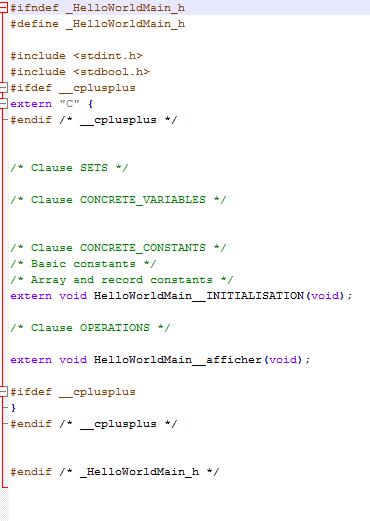 #ifndef _HelloWorldMain_h
#define _HelloWorldMain_h
#include <stdint.h>
#include <stdbool.h>
#ifdef __cplusplus
extern "C" {
#endif /* __cplusplus */
/* Clause SETS */
/* Clause CONCRETE_VARIABLES */
/* Clause CONCRETE_CONSTANTS */
/* Basic constants */
/* Array and record constants */
extern void HelloWorldMain__INITIALISATION(void);
/* Clause OPERATIONS */
extern void HelloWorldMain__afficher(void);
#ifdef __cplusplus
}
#endif /* __cplusplus */
#endif /* _HelloWorldMain_h */